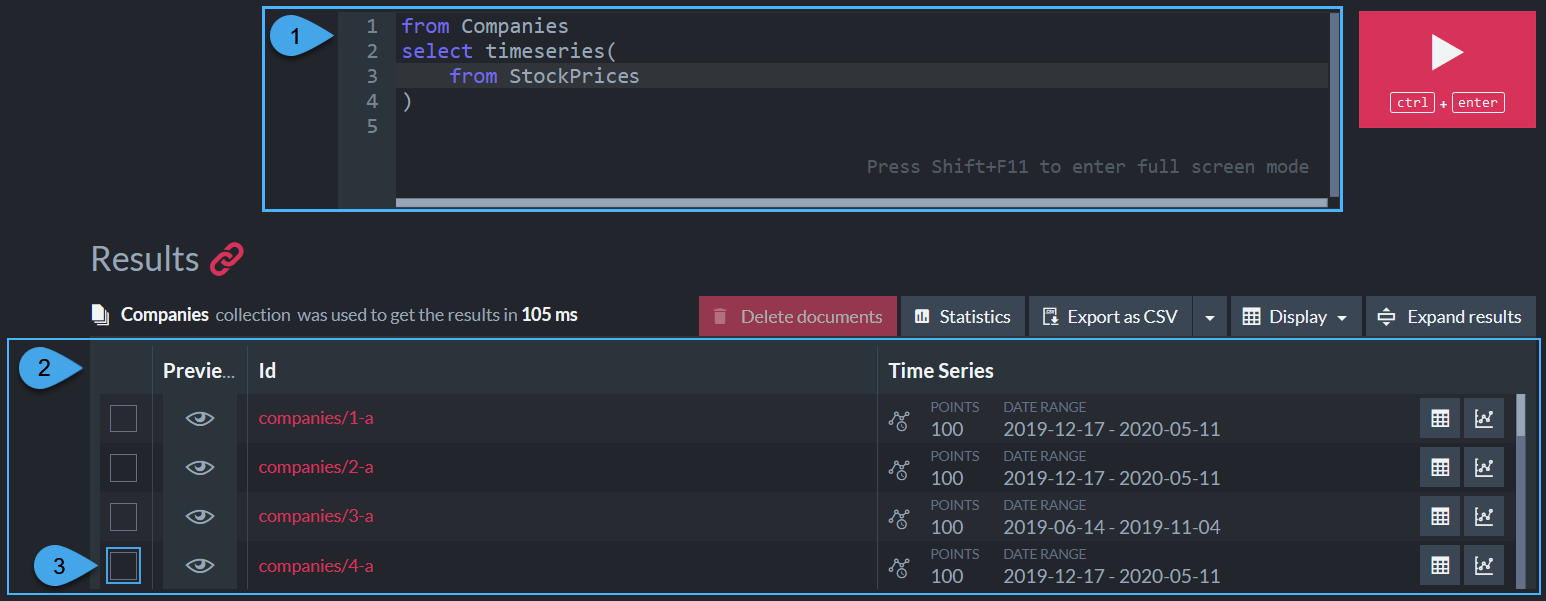 1
1 from Companies
2 select timeseries(
3 from StockPrices
4 )
5
Press Shift+F11 to enter full screen mode
ctrl + enter
Results
Companies collection was used to get the results in 105 ms
Delete documents
Statistics
Export as CSV
Display
Expand results
2
Previe... Id Time Series
companies/1-a POINTS DATE RANGE
100 2019-12-17 - 2020-05-11
companies/2-a POINTS DATE RANGE
100 2019-12-17 - 2020-05-11
companies/3-a POINTS DATE RANGE
100 2019-06-14 - 2019-11-04
3
companies/4-a POINTS DATE RANGE
100 2019-12-17 - 2020-05-11